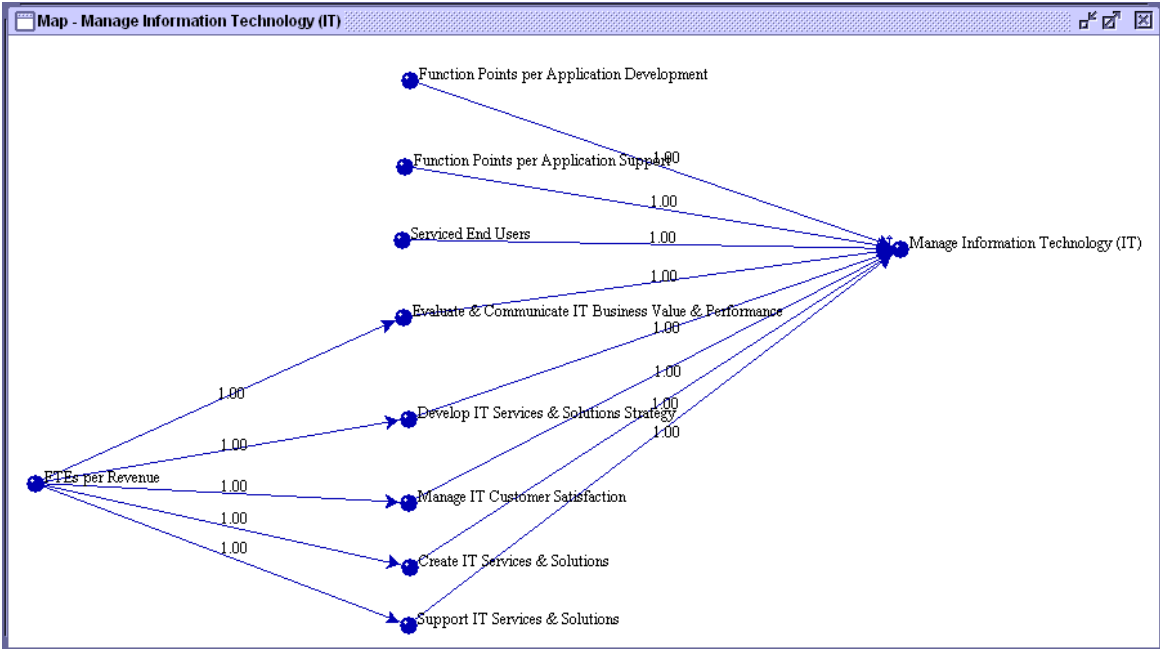 Map - Manage Information Technology (IT)
Function Points per Application Development
1.00
Function Points per Application Support
1.00
Serviced End Users
1.00
Manage Information Technology (IT)
1.00
Evaluate & Communicate IT Business Value & Performance
1.00
1.00
1.00
1.00
Develop IT Services & Solutions Strategy
1.00
1.00
FTEs per Revenue
1.00
Manage IT Customer Satisfaction
1.00
1.00
Create IT Services & Solutions
Support IT Services & Solutions